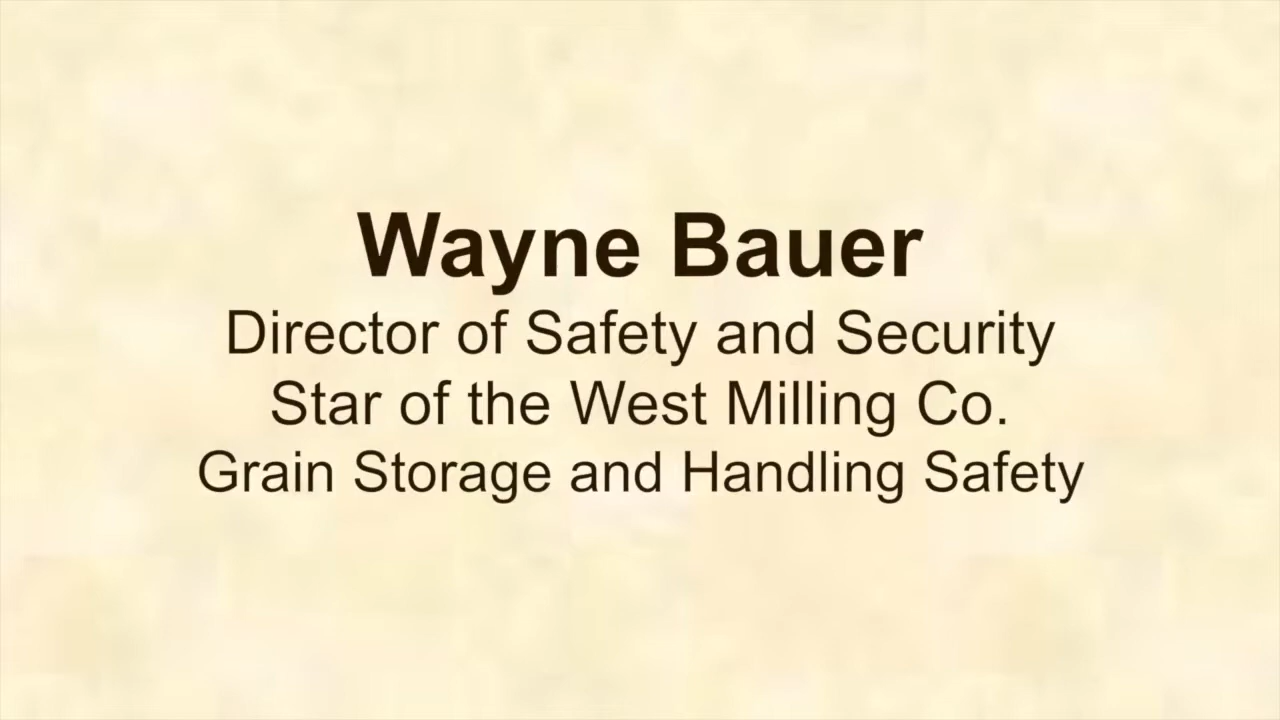 Wayne Bauer
Director of Safety and Security
Star of the West Milling Co.
Grain Storage and Handling Safety